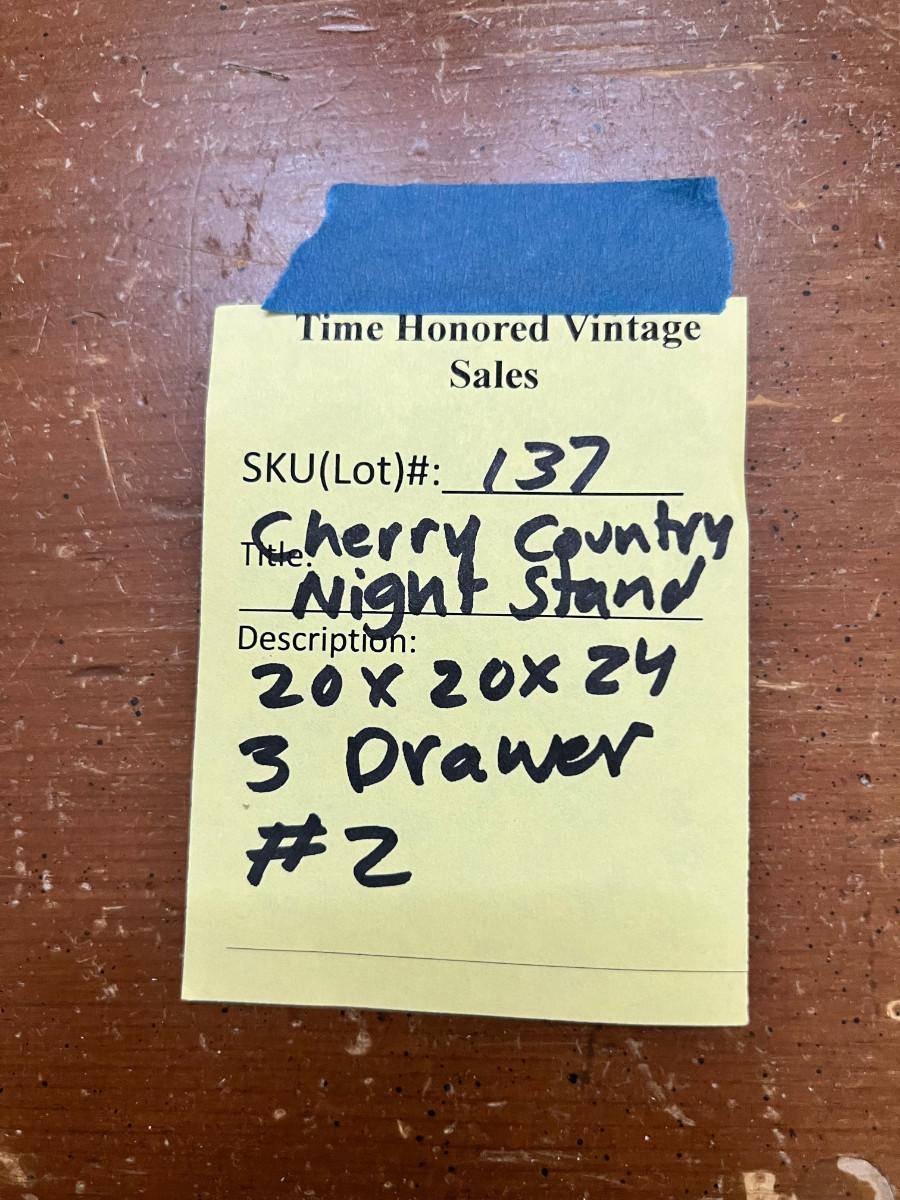 Time Honored Vintage
Sales
SKU(Lot)#: 137
Title: Cherry Country
Night Stand
Description:
20 x 20 x 24
3 Drawer
#2